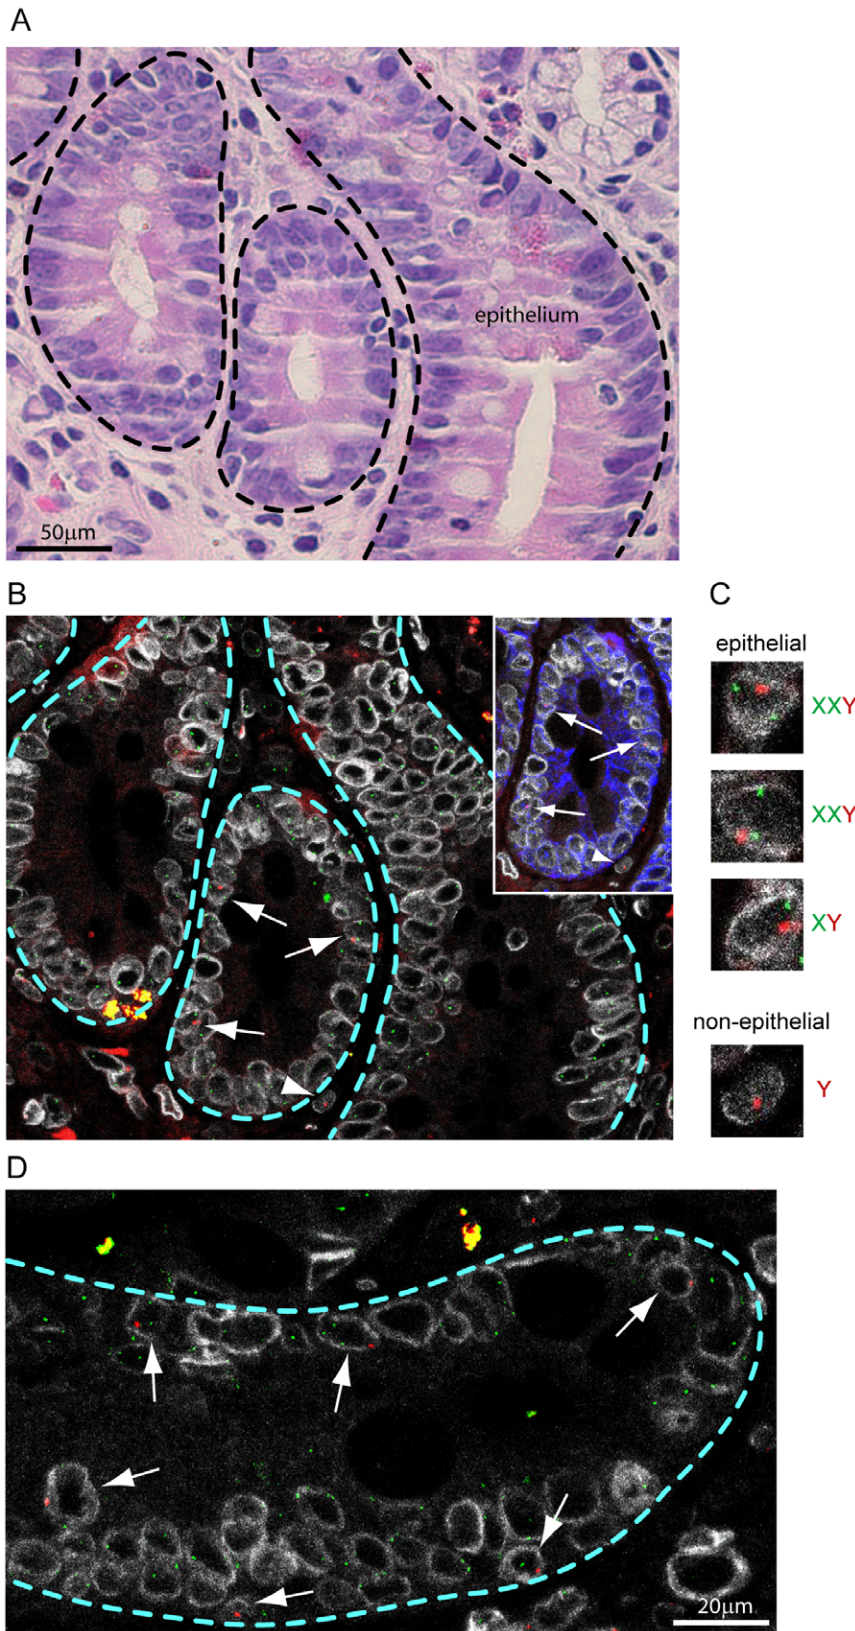 A
epithelium
50μm
B
C
epithelial
XXY
XXY
XY
non-epithelial
Y
D
20μm